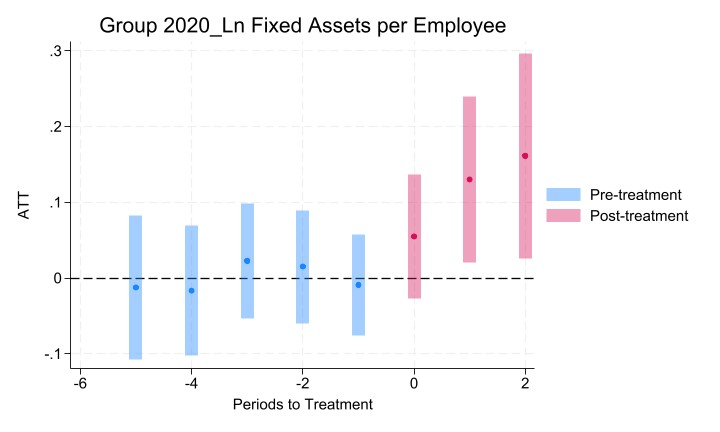 Group 2020_Ln Fixed Assets per Employee
.3
.2
.1
0
-.1
ATT
-6
-4
-2
0
2
Periods to Treatment
Pre-treatment
Post-treatment